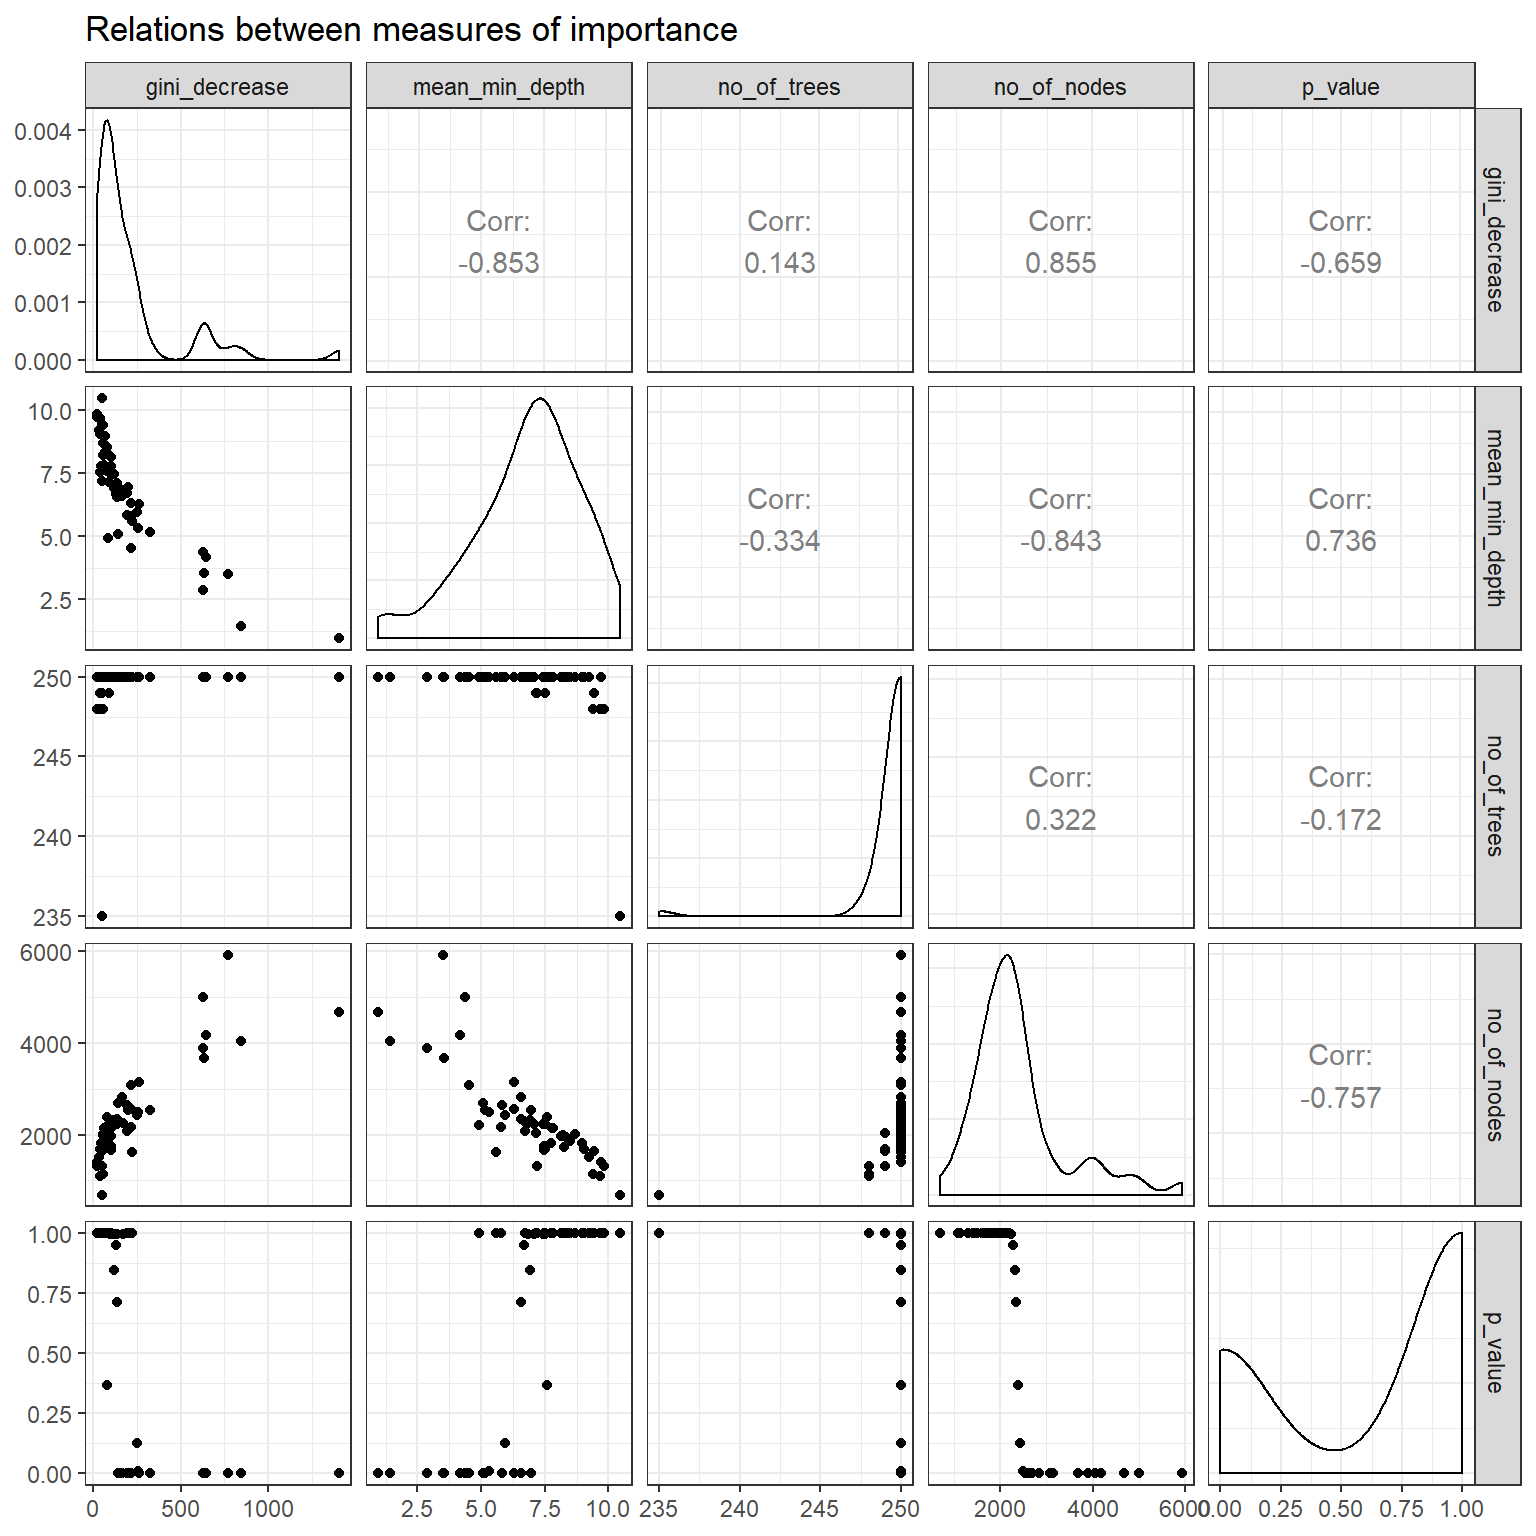 Relations between measures of importance
gini_decrease mean_min_depth no_of_trees no_of_nodes p_value
0.004
0.003
0.002
0.001
0.000
Corr:
-0.853
Corr:
0.143
Corr:
0.855
Corr:
-0.659
gini_decrease
10.0
7.5
5.0
2.5
Corr:
-0.334
Corr:
-0.843
Corr:
0.736
mean_min_depth
250
245
240
235
Corr:
0.322
Corr:
-0.172
no_of_trees
6000
4000
2000
Corr:
-0.757
no_of_nodes
1.00
0.75
0.50
0.25
0.00
p_value
0 500 1000
2.5 5.0 7.5 10.0
235 240 245 250
2000 4000 6000
0.00 0.25 0.50 0.75 1.00